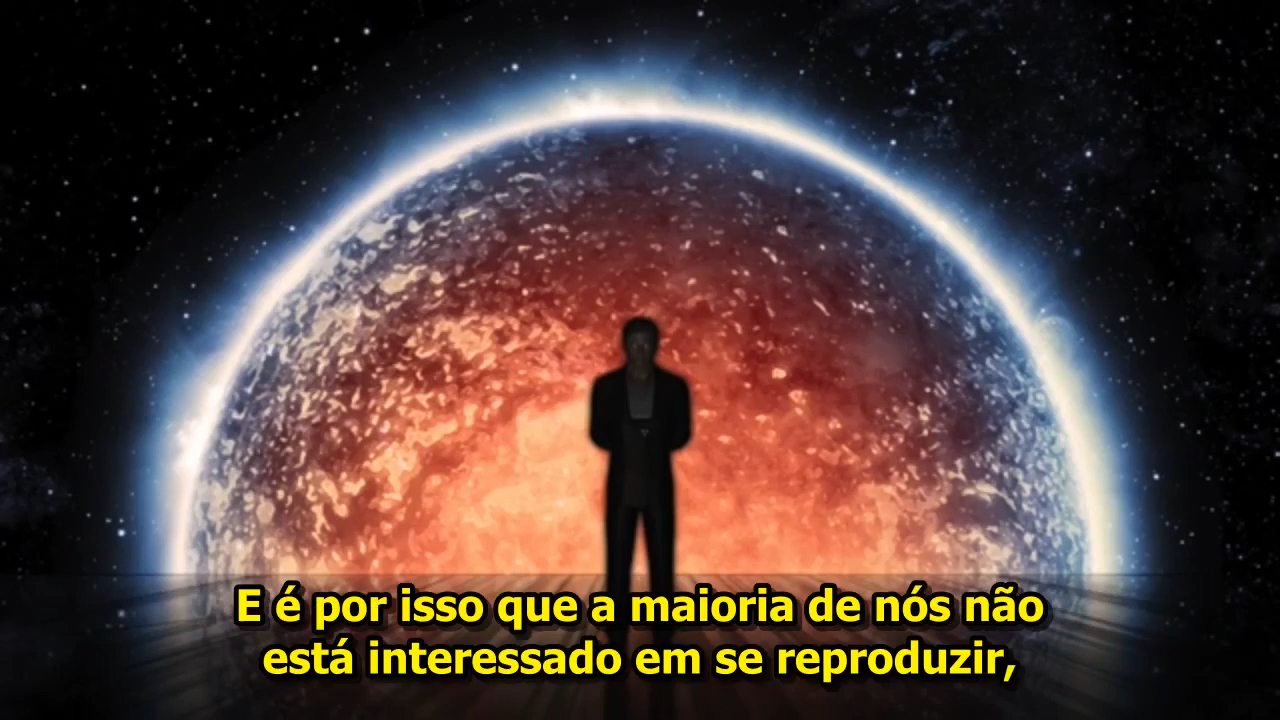 E é por isso que a maioria de nós não
está interessado em se reproduzir,